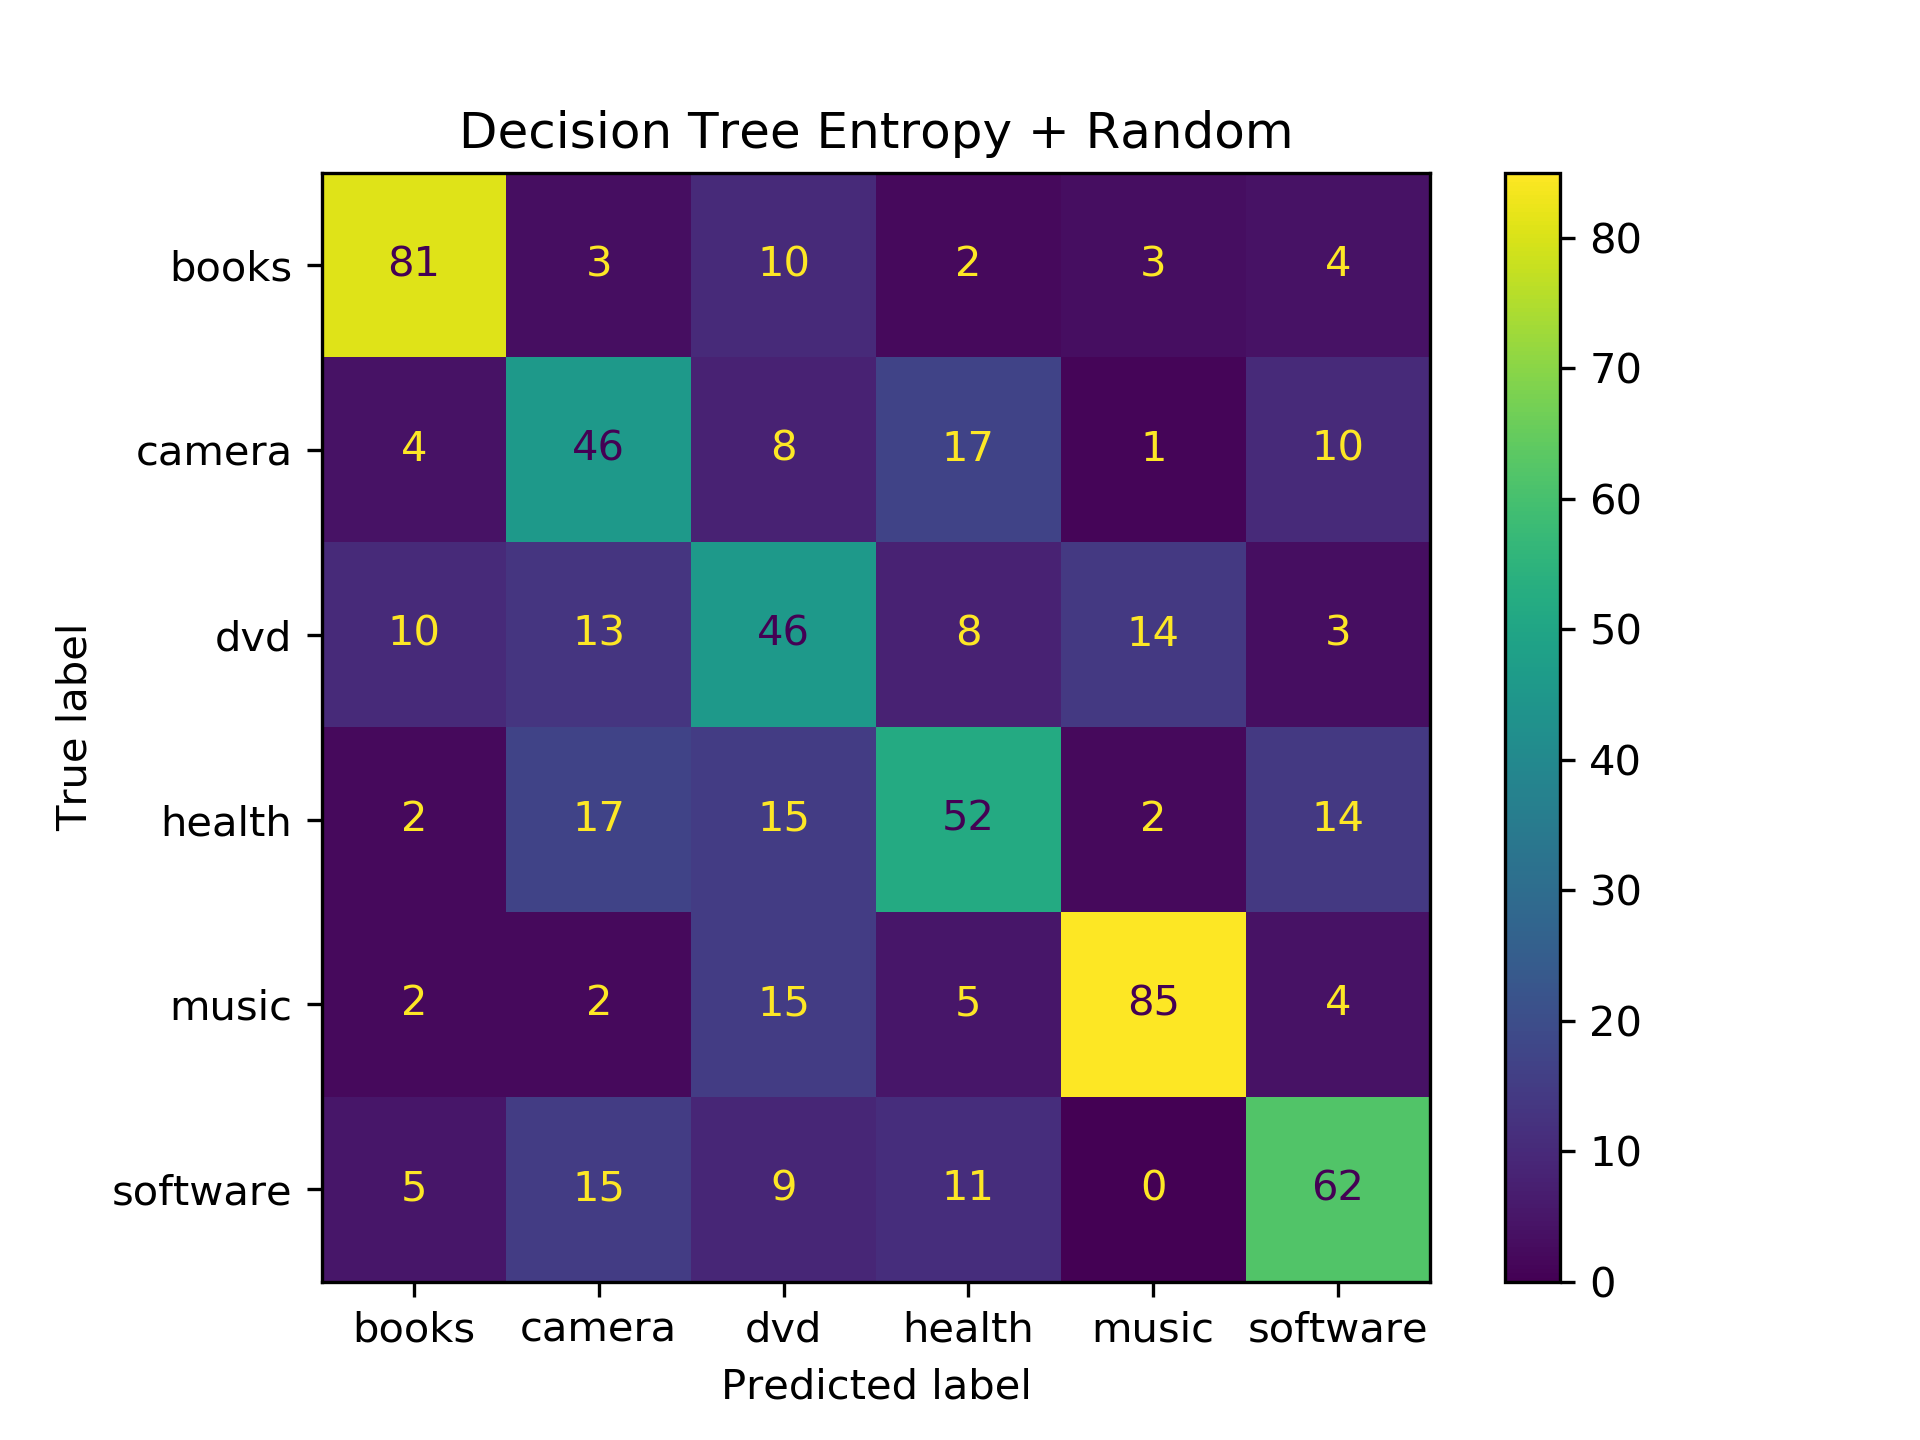 Decision Tree Entropy + Random
True label
books 81 3 10 2 3 4
camera 4 46 8 17 1 10
dvd 10 13 46 8 14 3
health 2 17 15 52 2 14
music 2 2 15 5 85 4
software 5 15 9 11 0 62
books camera dvd health music software
Predicted label
80
70
60
50
40
30
20
10
0